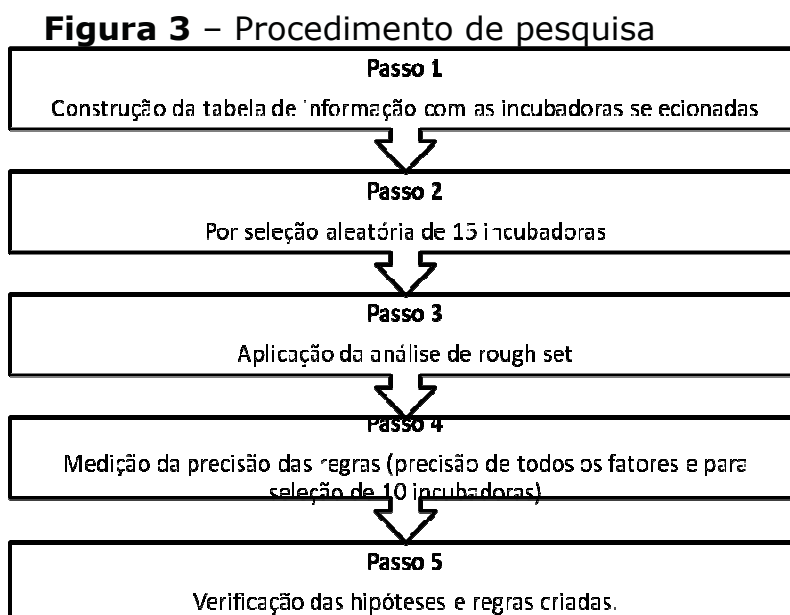 Figura 3 – Procedimento de pesquisa
Passo 1
Construção da tabela de informação com as incubadoras selecionadas
Passo 2
Por seleção aleatória de 15 incubadoras
Passo 3
Aplicação da análise de rough set
Passo 4
Medição da precisão das regras (precisão de todos os fatores e para
seleção de 10 incubadoras)
Passo 5
Verificação das hipóteses e regras criadas.